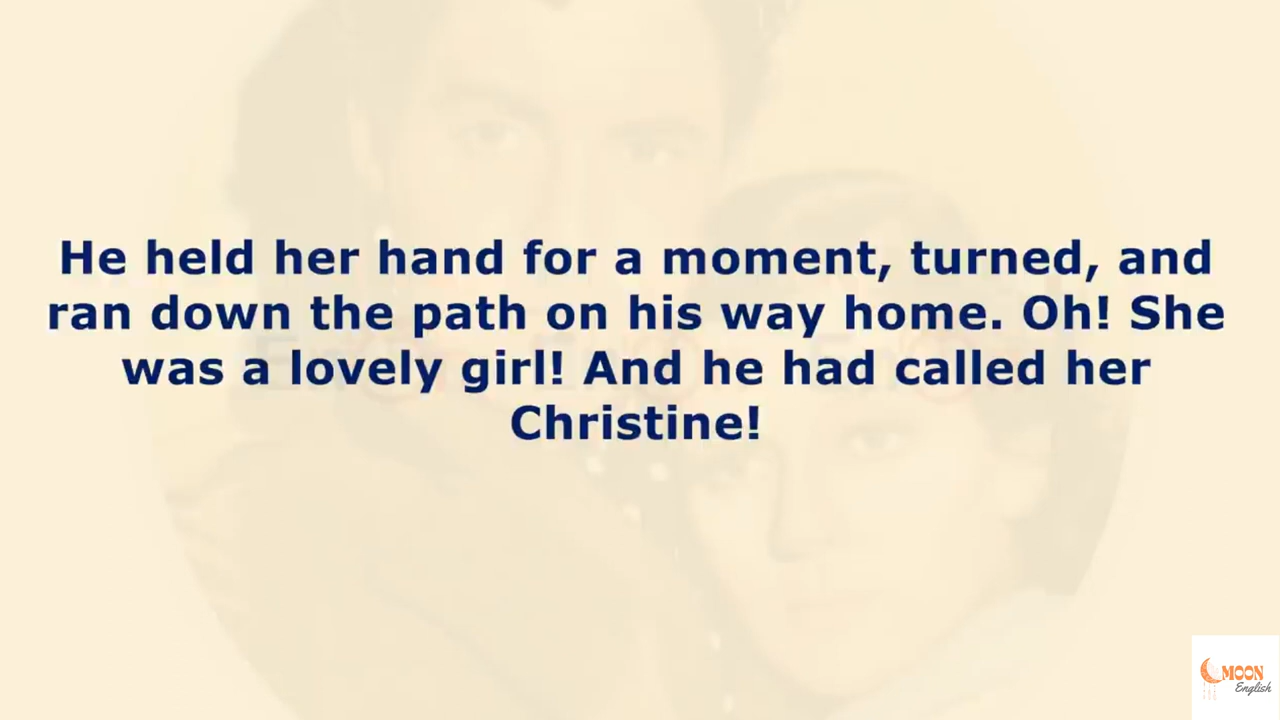 He held her hand for a moment, turned, and
ran down the path on his way home. Oh! She
was a lovely girl! And he had called her
Christine!
MOON
English